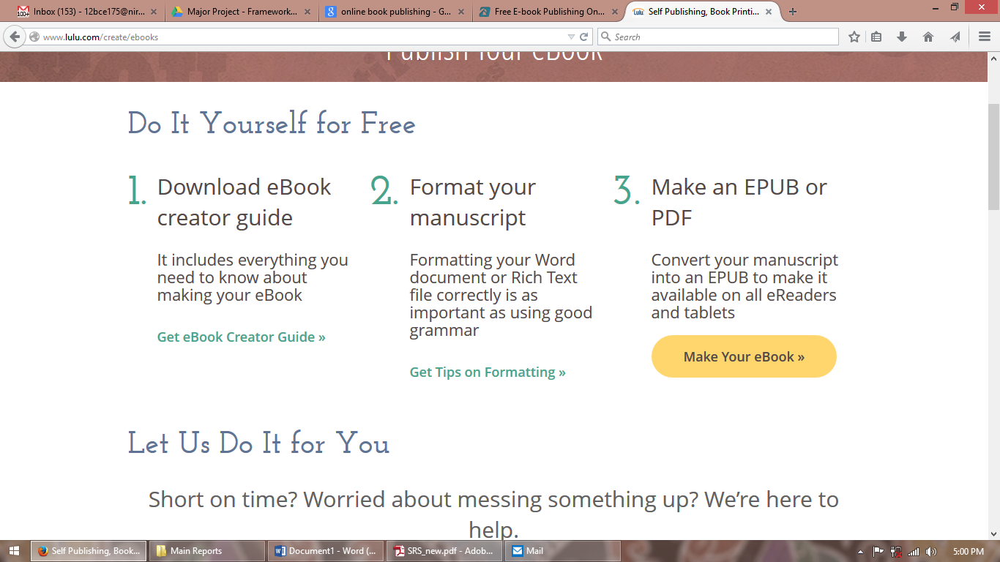 Inbox (153) - 12bce175@nir...
Major Project - Framework...
online book publishing - G...
Free E-book Publishing On...
Self Publishing, Book Printi...
www.lulu.com/create/ebooks
Search
Publish Your eBook
Do It Yourself for Free
1. Download eBook
creator guide
It includes everything you
need to know about
making your eBook
Get eBook Creator Guide »
2. Format your
manuscript
Formatting your Word
document or Rich Text
file correctly is as
important as using good
grammar
Get Tips on Formatting »
3. Make an EPUB or
PDF
Convert your manuscript
into an EPUB to make it
available on all eReaders
and tablets
Make Your eBook »
Let Us Do It for You
Short on time? Worried about messing something up? We’re here to
help.
Self Publishing, Book...
Main Reports
Document1 - Word (...
SRS_new.pdf - Adob...
Mail
5:00 PM